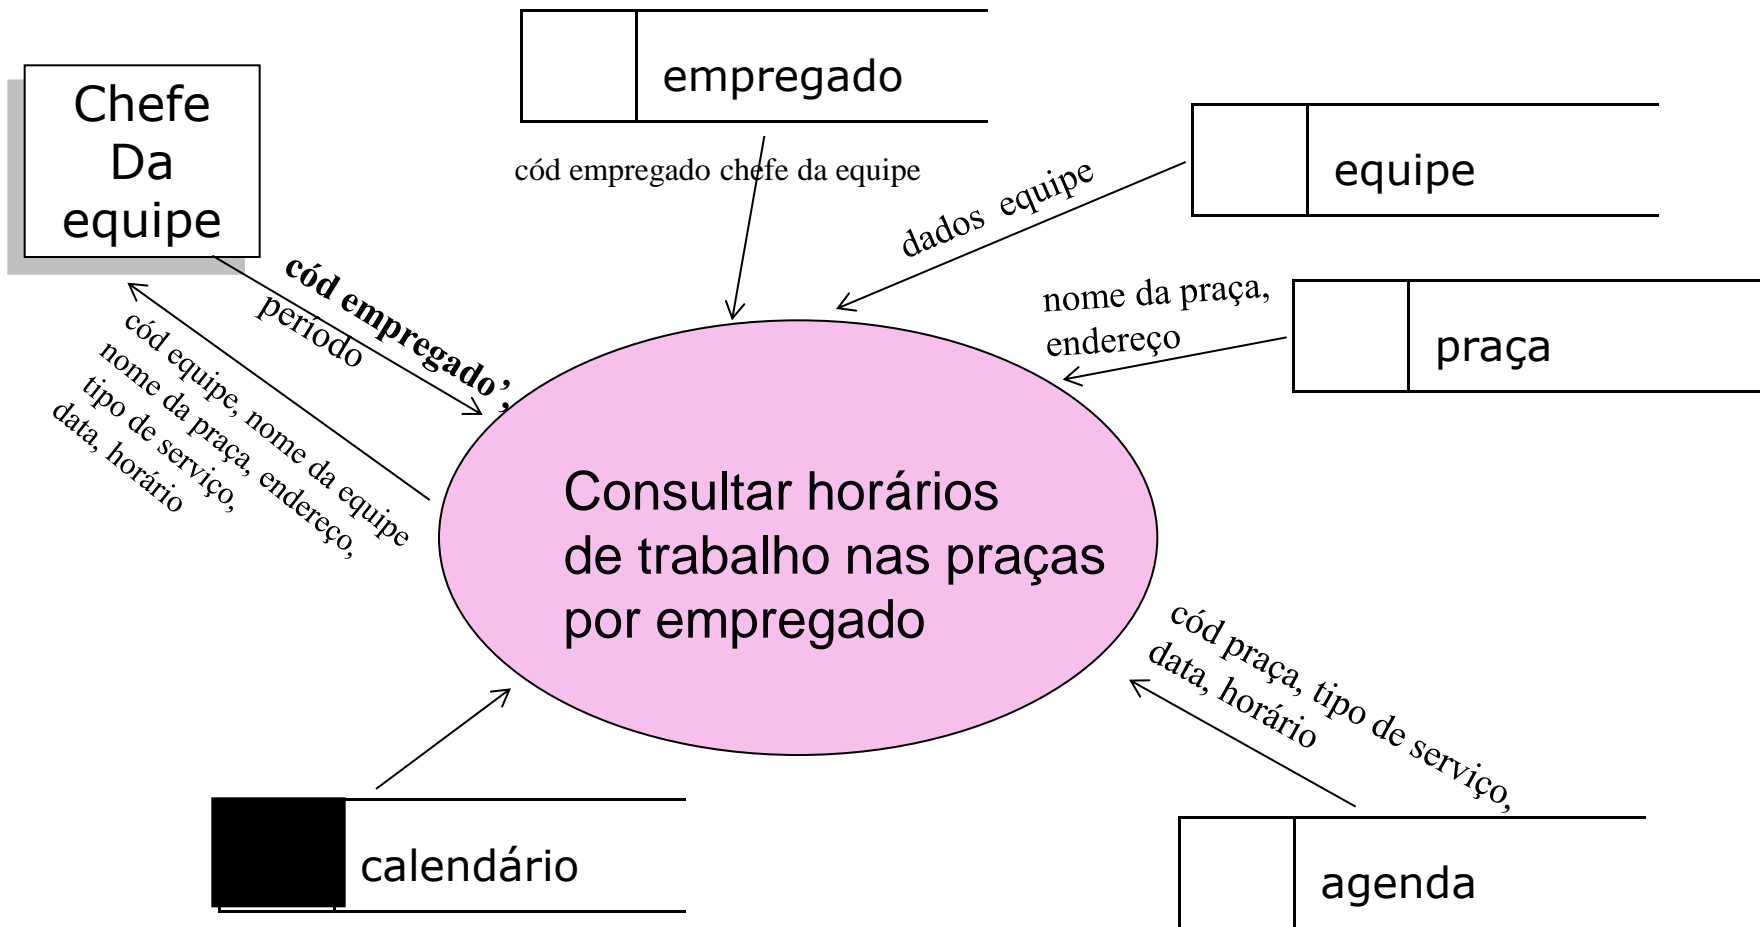 empregado
Chefe
Da
equipe
cód empregado chefe da equipe
equipe
dados equipe
cód empregado’,
período
nome da praça,
endereço
praça
cód equipe, nome da equipe
nome da praça, endereço,
tipo de serviço,
data, horário
Consultar horários
de trabalho nas praças
por empregado
cód praça, tipo de serviço,
data, horário
calendário
agenda